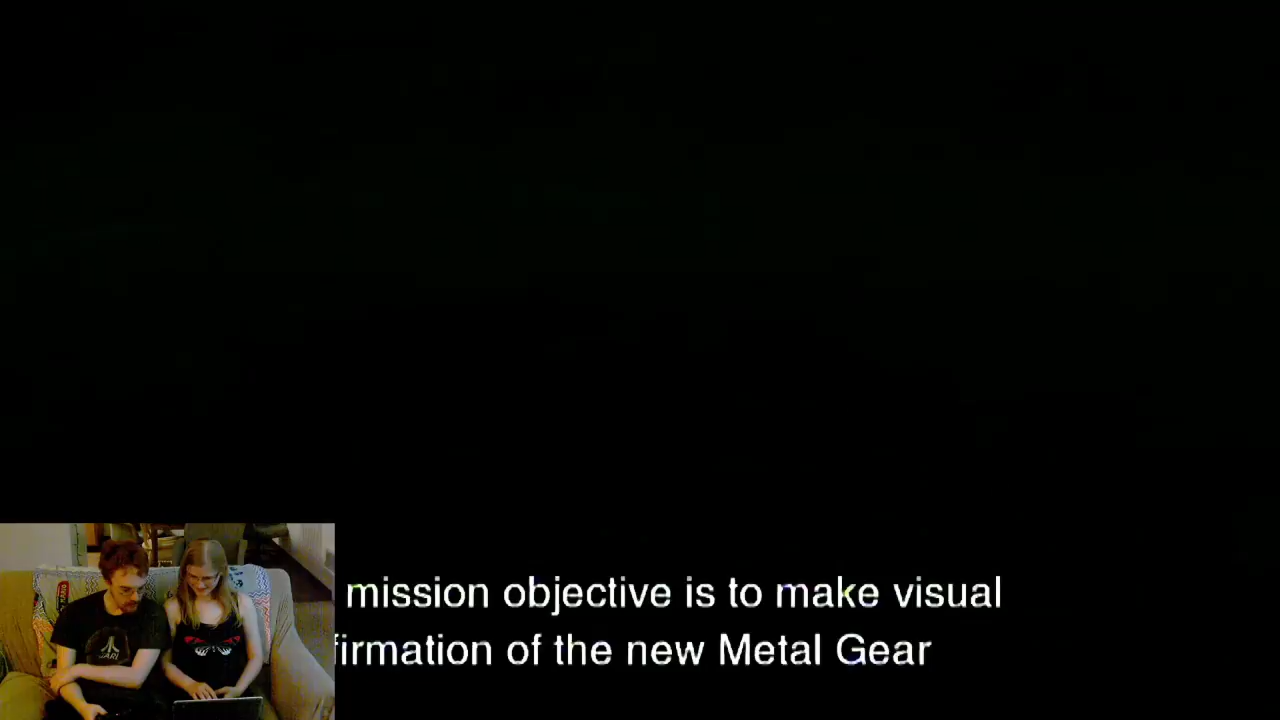 mission objective is to make visual
firmation of the new Metal Gear